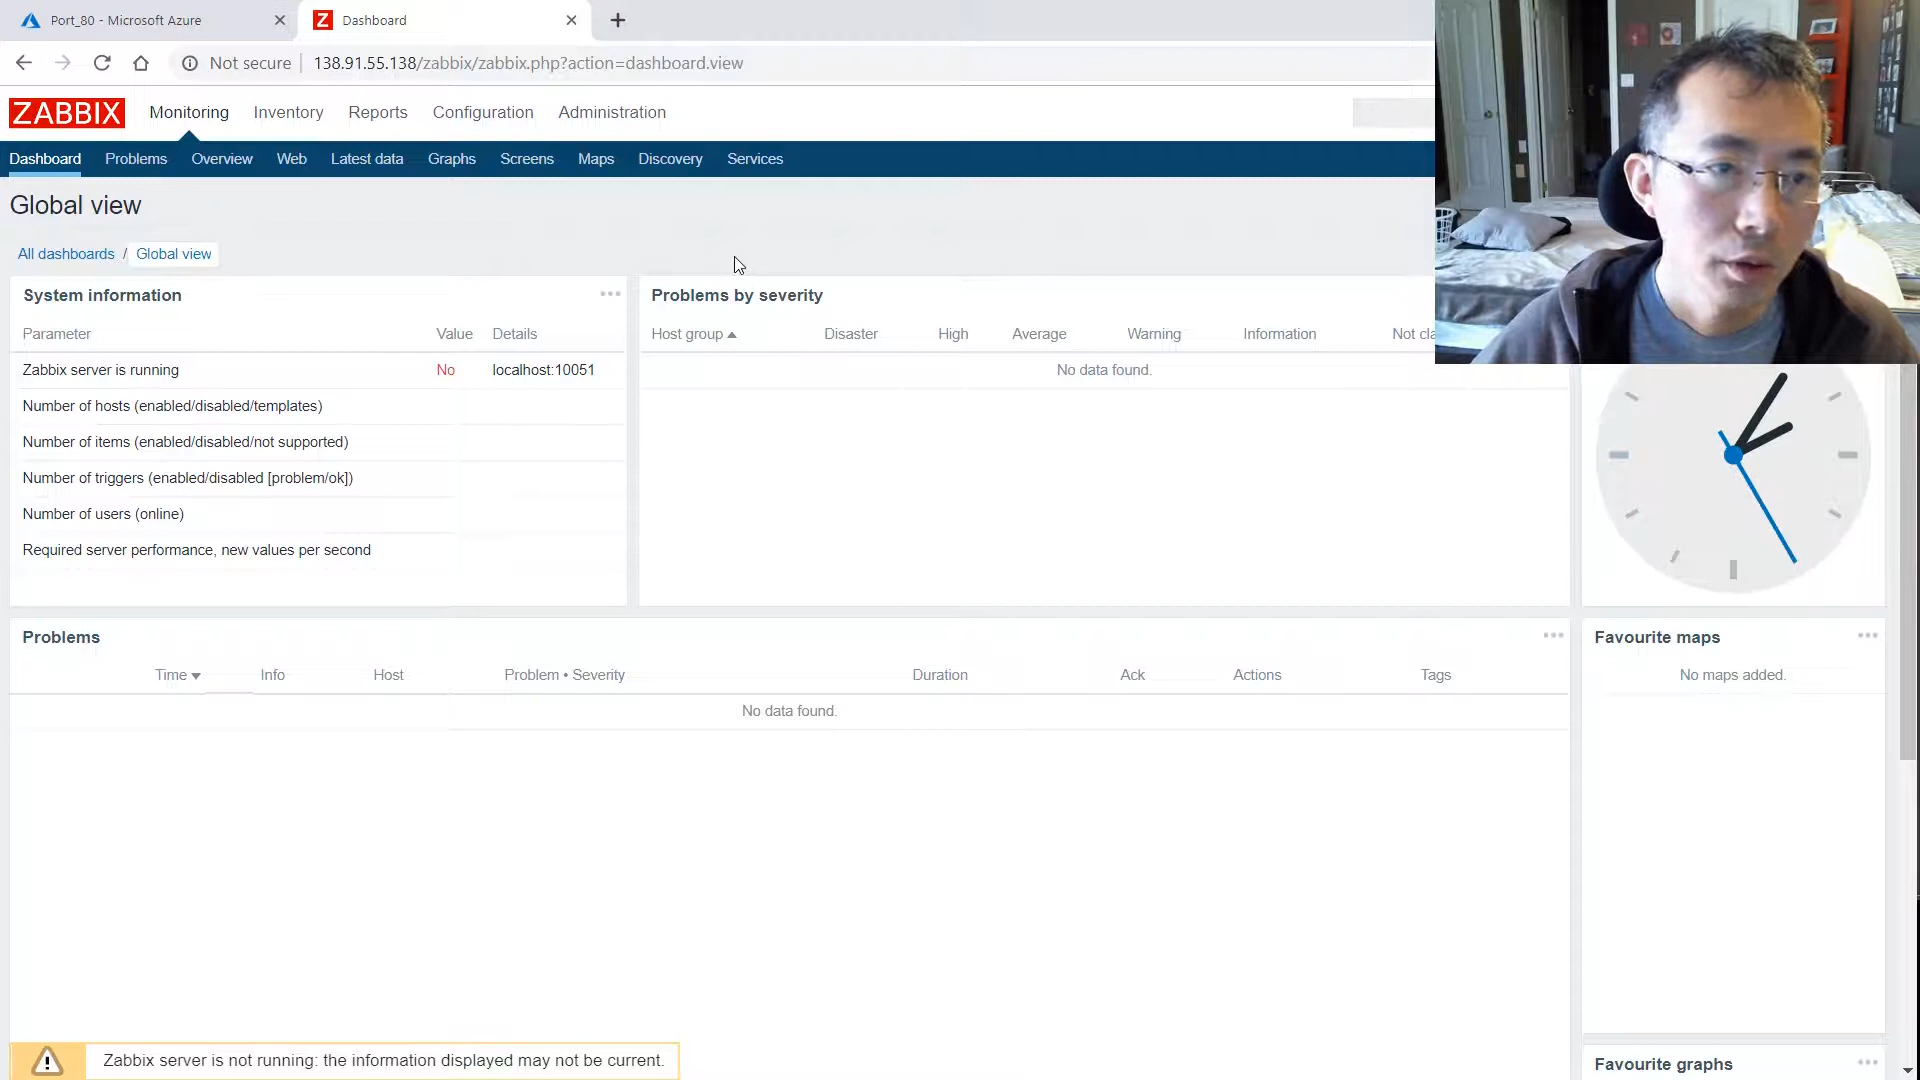 Port_80 - Microsoft Azure
Z Dashboard
Not secure 138.91.55.138/zabbix/zabbix.php?action=dashboard.view
ZABBIX Monitoring Inventory Reports Configuration Administration
Dashboard Problems Overview Web Latest data Graphs Screens Maps Discovery Services
Global view
All dashboards / Global view
System information
Parameter Value Details
Zabbix server is running No localhost:10051
Number of hosts (enabled/disabled/templates)
Number of items (enabled/disabled/not supported)
Number of triggers (enabled/disabled [problem/ok])
Number of users (online)
Required server performance, new values per second
Problems by severity
Host group Disaster High Average Warning Information Not cla
No data found.
Problems
Time Info Host Problem • Severity Duration Ack Actions Tags
No data found.
Favourite maps
No maps added.
Favourite graphs
Zabbix server is not running: the information displayed may not be current.